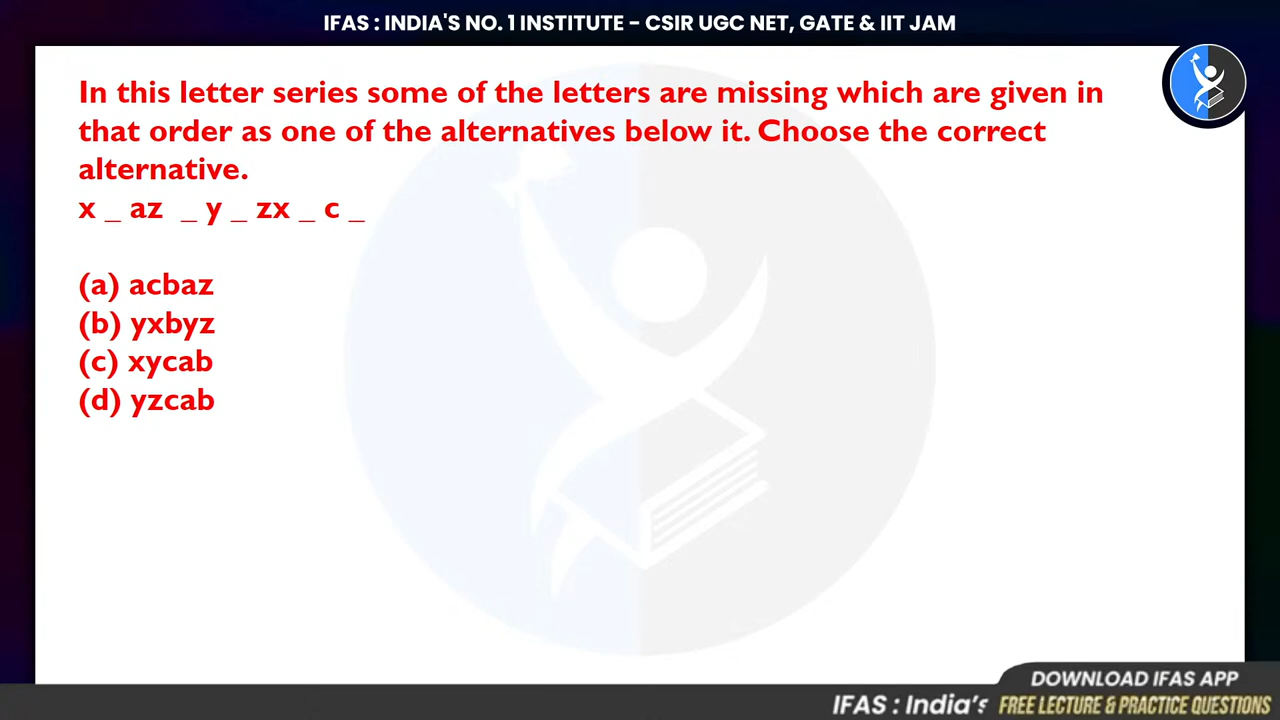 IFAS : INDIA'S NO. 1 INSTITUTE – CSIR UGC NET, GATE & IIT JAM
In this letter series some of the letters are missing which are given in
that order as one of the alternatives below it. Choose the correct
alternative.
x _ az _ y _ zx _ c _
(a) acbaz
(b) yxbyz
(c) xycab
(d) yzcab
DOWNLOAD IFAS APP
IFAS : India's
FREE LECTURE & PRACTICE QUESTIONS